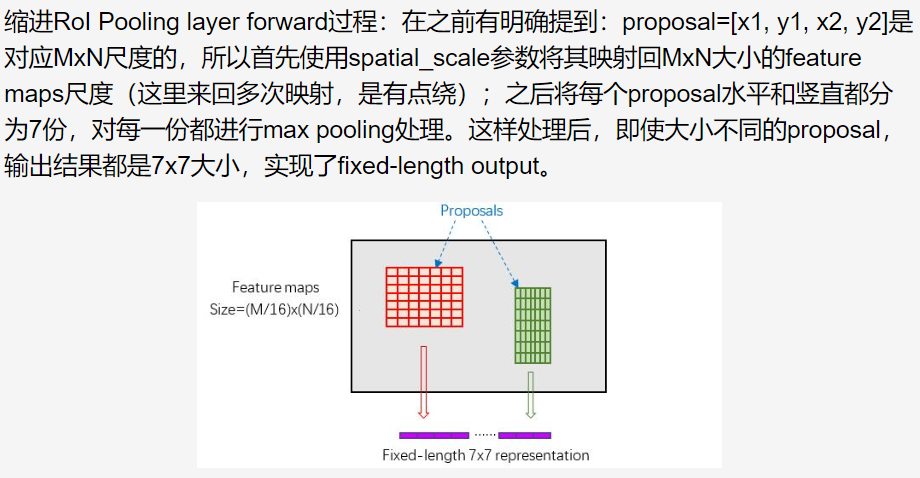 缩进RoI Pooling layer forward过程：在之前有明确提到：proposal=[x1, y1, x2, y2]是
对应MxN尺度的，所以首先使用spatial_scale参数将其映射回MxN大小的feature
maps尺度（这里来回多次映射，是有点绕）；之后将每个proposal水平和竖直都分
为7份，对每一份都进行max pooling处理。这样处理后，即使大小不同的proposal，
输出结果都是7x7大小，实现了fixed-length output。
Proposals
Feature maps
Size=(M/16)x(N/16)
......
Fixed-length 7x7 representation